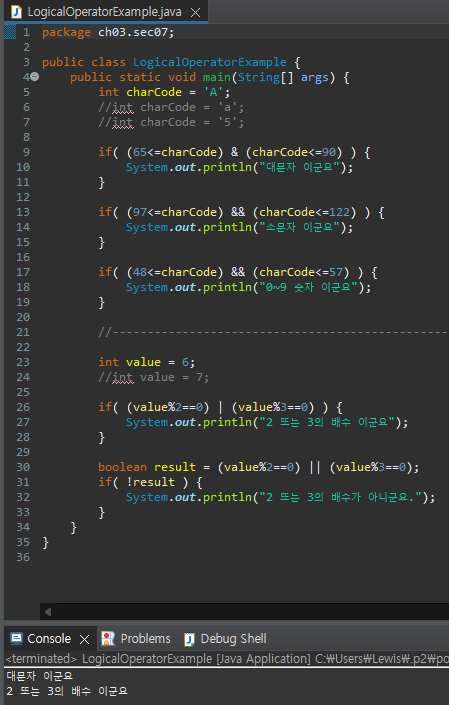 LogicalOperatorExample.java
1 package ch03.sec07;
2
3 public class LogicalOperatorExample {
4 public static void main(String[] args) {
5 int charCode = 'A';
6 //int charCode = 'a';
7 //int charCode = '5';
8
9 if( (65<=charCode) & (charCode<=90) ) {
10 System.out.println("대문자 이군요");
11 }
12
13 if( (97<=charCode) && (charCode<=122) ) {
14 System.out.println("소문자 이군요");
15 }
16
17 if( (48<=charCode) && (charCode<=57) ) {
18 System.out.println("0~9 숫자 이군요");
19 }
20
21 //------------------------------------------------
22
23 int value = 6;
24 //int value = 7;
25
26 if( (value%2==0) | (value%3==0) ) {
27 System.out.println("2 또는 3의 배수 이군요");
28 }
29
30 boolean result = (value%2==0) || (value%3==0);
31 if( !result ) {
32 System.out.println("2 또는 3의 배수가 아니군요.");
33 }
34 }
35 }
36
Console Problems Debug Shell
<terminated> LogicalOperatorExample [Java Application] C:₩Users₩Lewis₩.p2₩po
대문자 이군요
2 또는 3의 배수 이군요